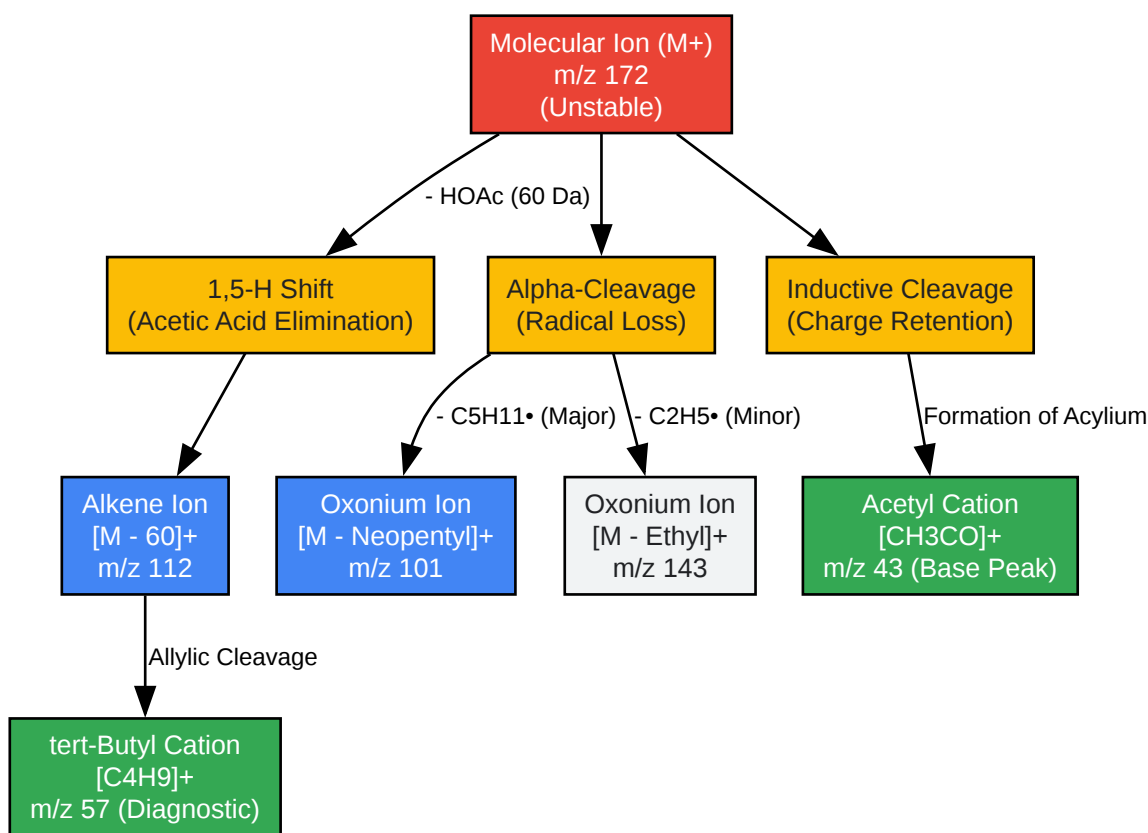 Molecular Ion (M+)
m/z 172
(Unstable)
- HOAc (60 Da)
1,5-H Shift
(Acetic Acid Elimination)
Alpha-Cleavage
(Radical Loss)
Inductive Cleavage
(Charge Retention)
- C5H11• (Major)
- C2H5• (Minor)
Formation of Acylium
Alkene Ion
[M - 60]+
m/z 112
Oxonium Ion
[M - Neopentyl]+
m/z 101
Oxonium Ion
[M - Ethyl]+
m/z 143
Acetyl Cation
[CH3CO]+
m/z 43 (Base Peak)
Allylic Cleavage
tert-Butyl Cation
[C4H9]+
m/z 57 (Diagnostic)